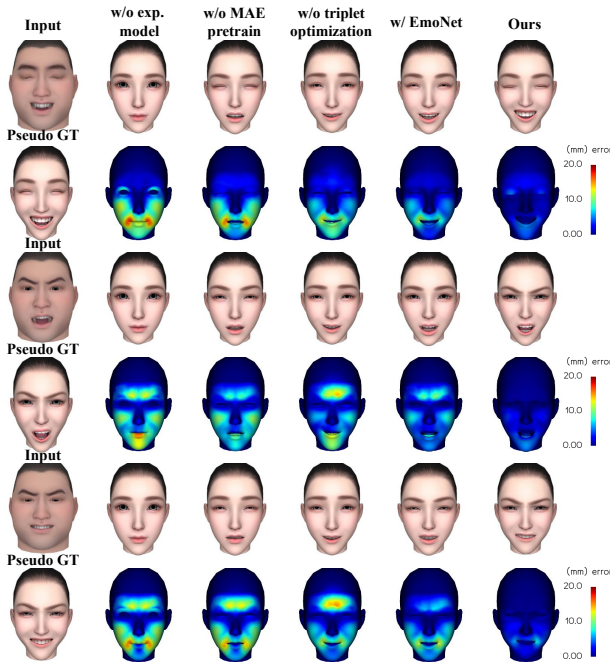 Input
w/o exp.
model
w/o MAE
pretrain
w/o triplet
optimization
w/ EmoNet
Ours
Pseudo GT
(mm) error
20.0
10.0
0.00
Input
Pseudo GT
(mm) error
20.0
10.0
0.00
Input
Pseudo GT
(mm) error
20.0
10.0
0.00